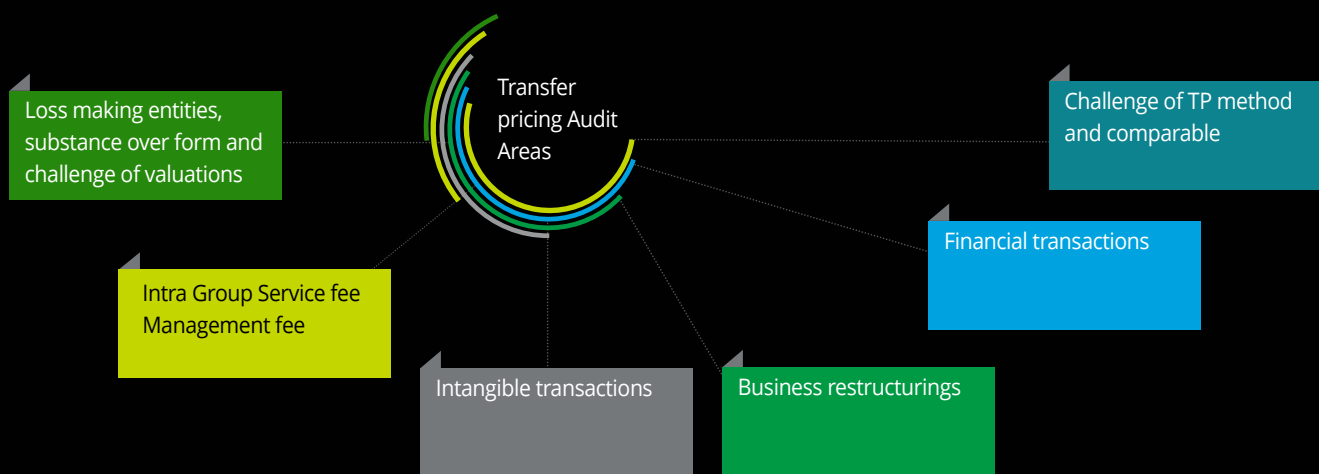 Transfer
pricing Audit
Areas
Loss making entities,
substance over form and
challenge of valuations
Intra Group Service fee
Management fee
Intangible transactions
Business restructurings
Financial transactions
Challenge of TP method
and comparable